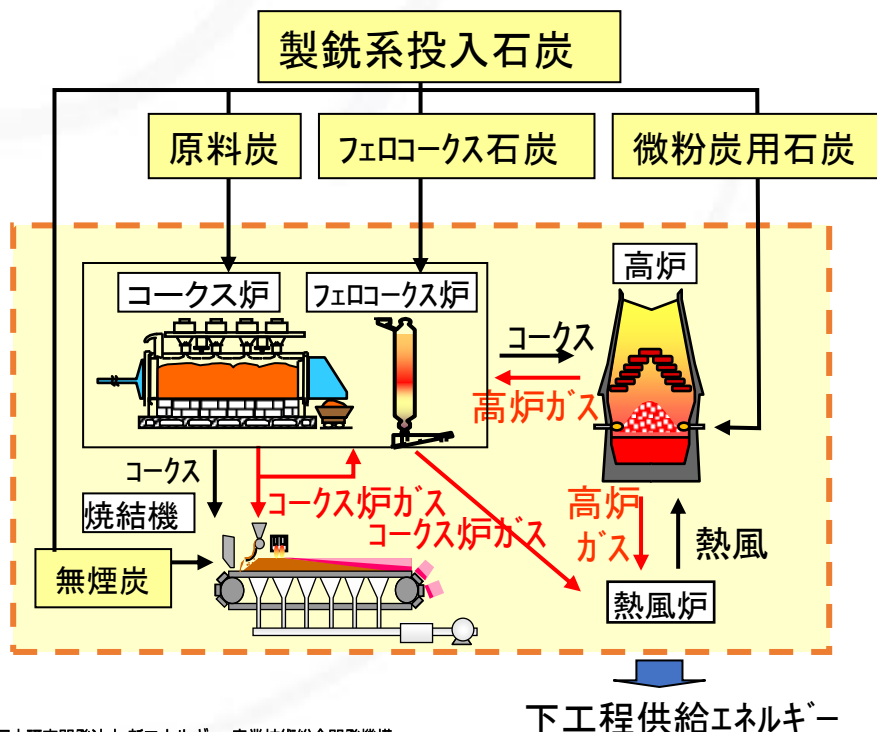 製銑系投入石炭
原料炭
フェロコークス石炭
微粉炭用石炭
コークス炉
フェロコークス炉
高炉
コークス
高炉ガス
コークス
焼結機
コークス炉ガス
コークス炉ガス
高炉
ガス
熱風
無煙炭
熱風炉
下工程供給エネルギー